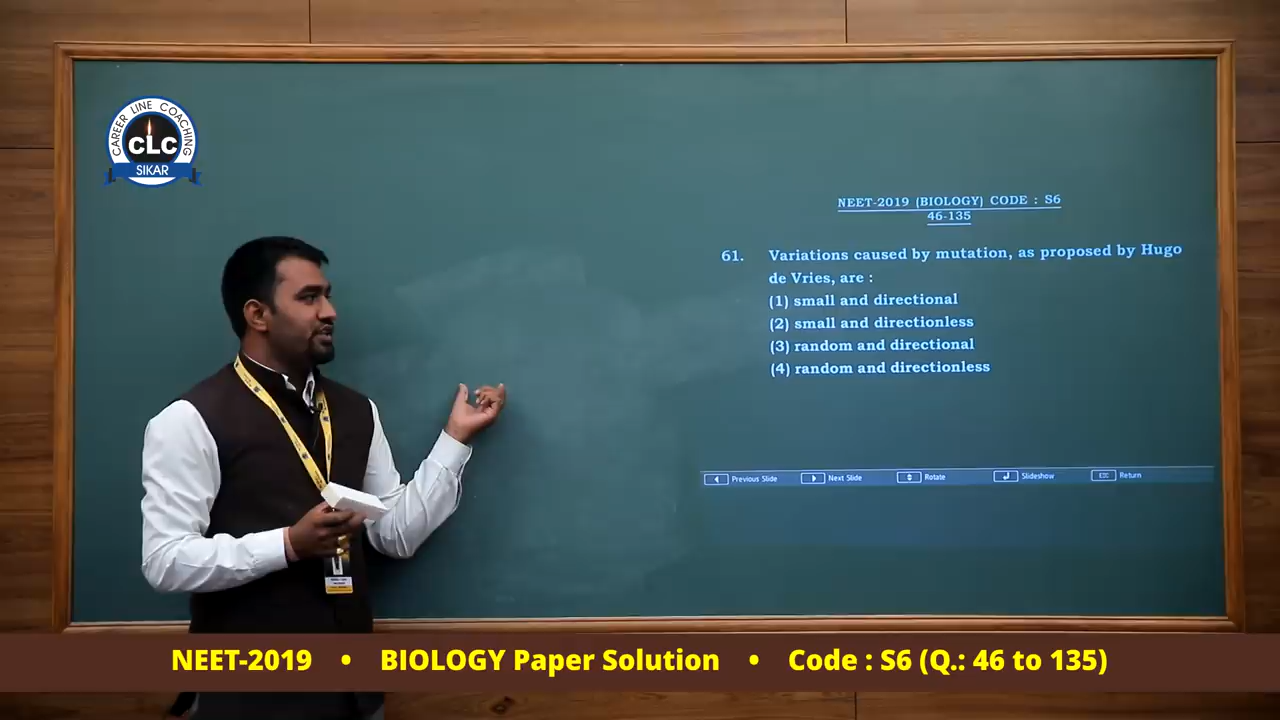 CAREER LINE COACHING
CLC
SIKAR
NEET-2019 (BIOLOGY) CODE : S6
46-135
61. Variations caused by mutation, as proposed by Hugo
de Vries, are :
(1) small and directional
(2) small and directionless
(3) random and directional
(4) random and directionless
Previous Slide Next Slide Rotate Slideshow ESC Return
NEET-2019 • BIOLOGY Paper Solution • Code : S6 (Q.: 46 to 135)